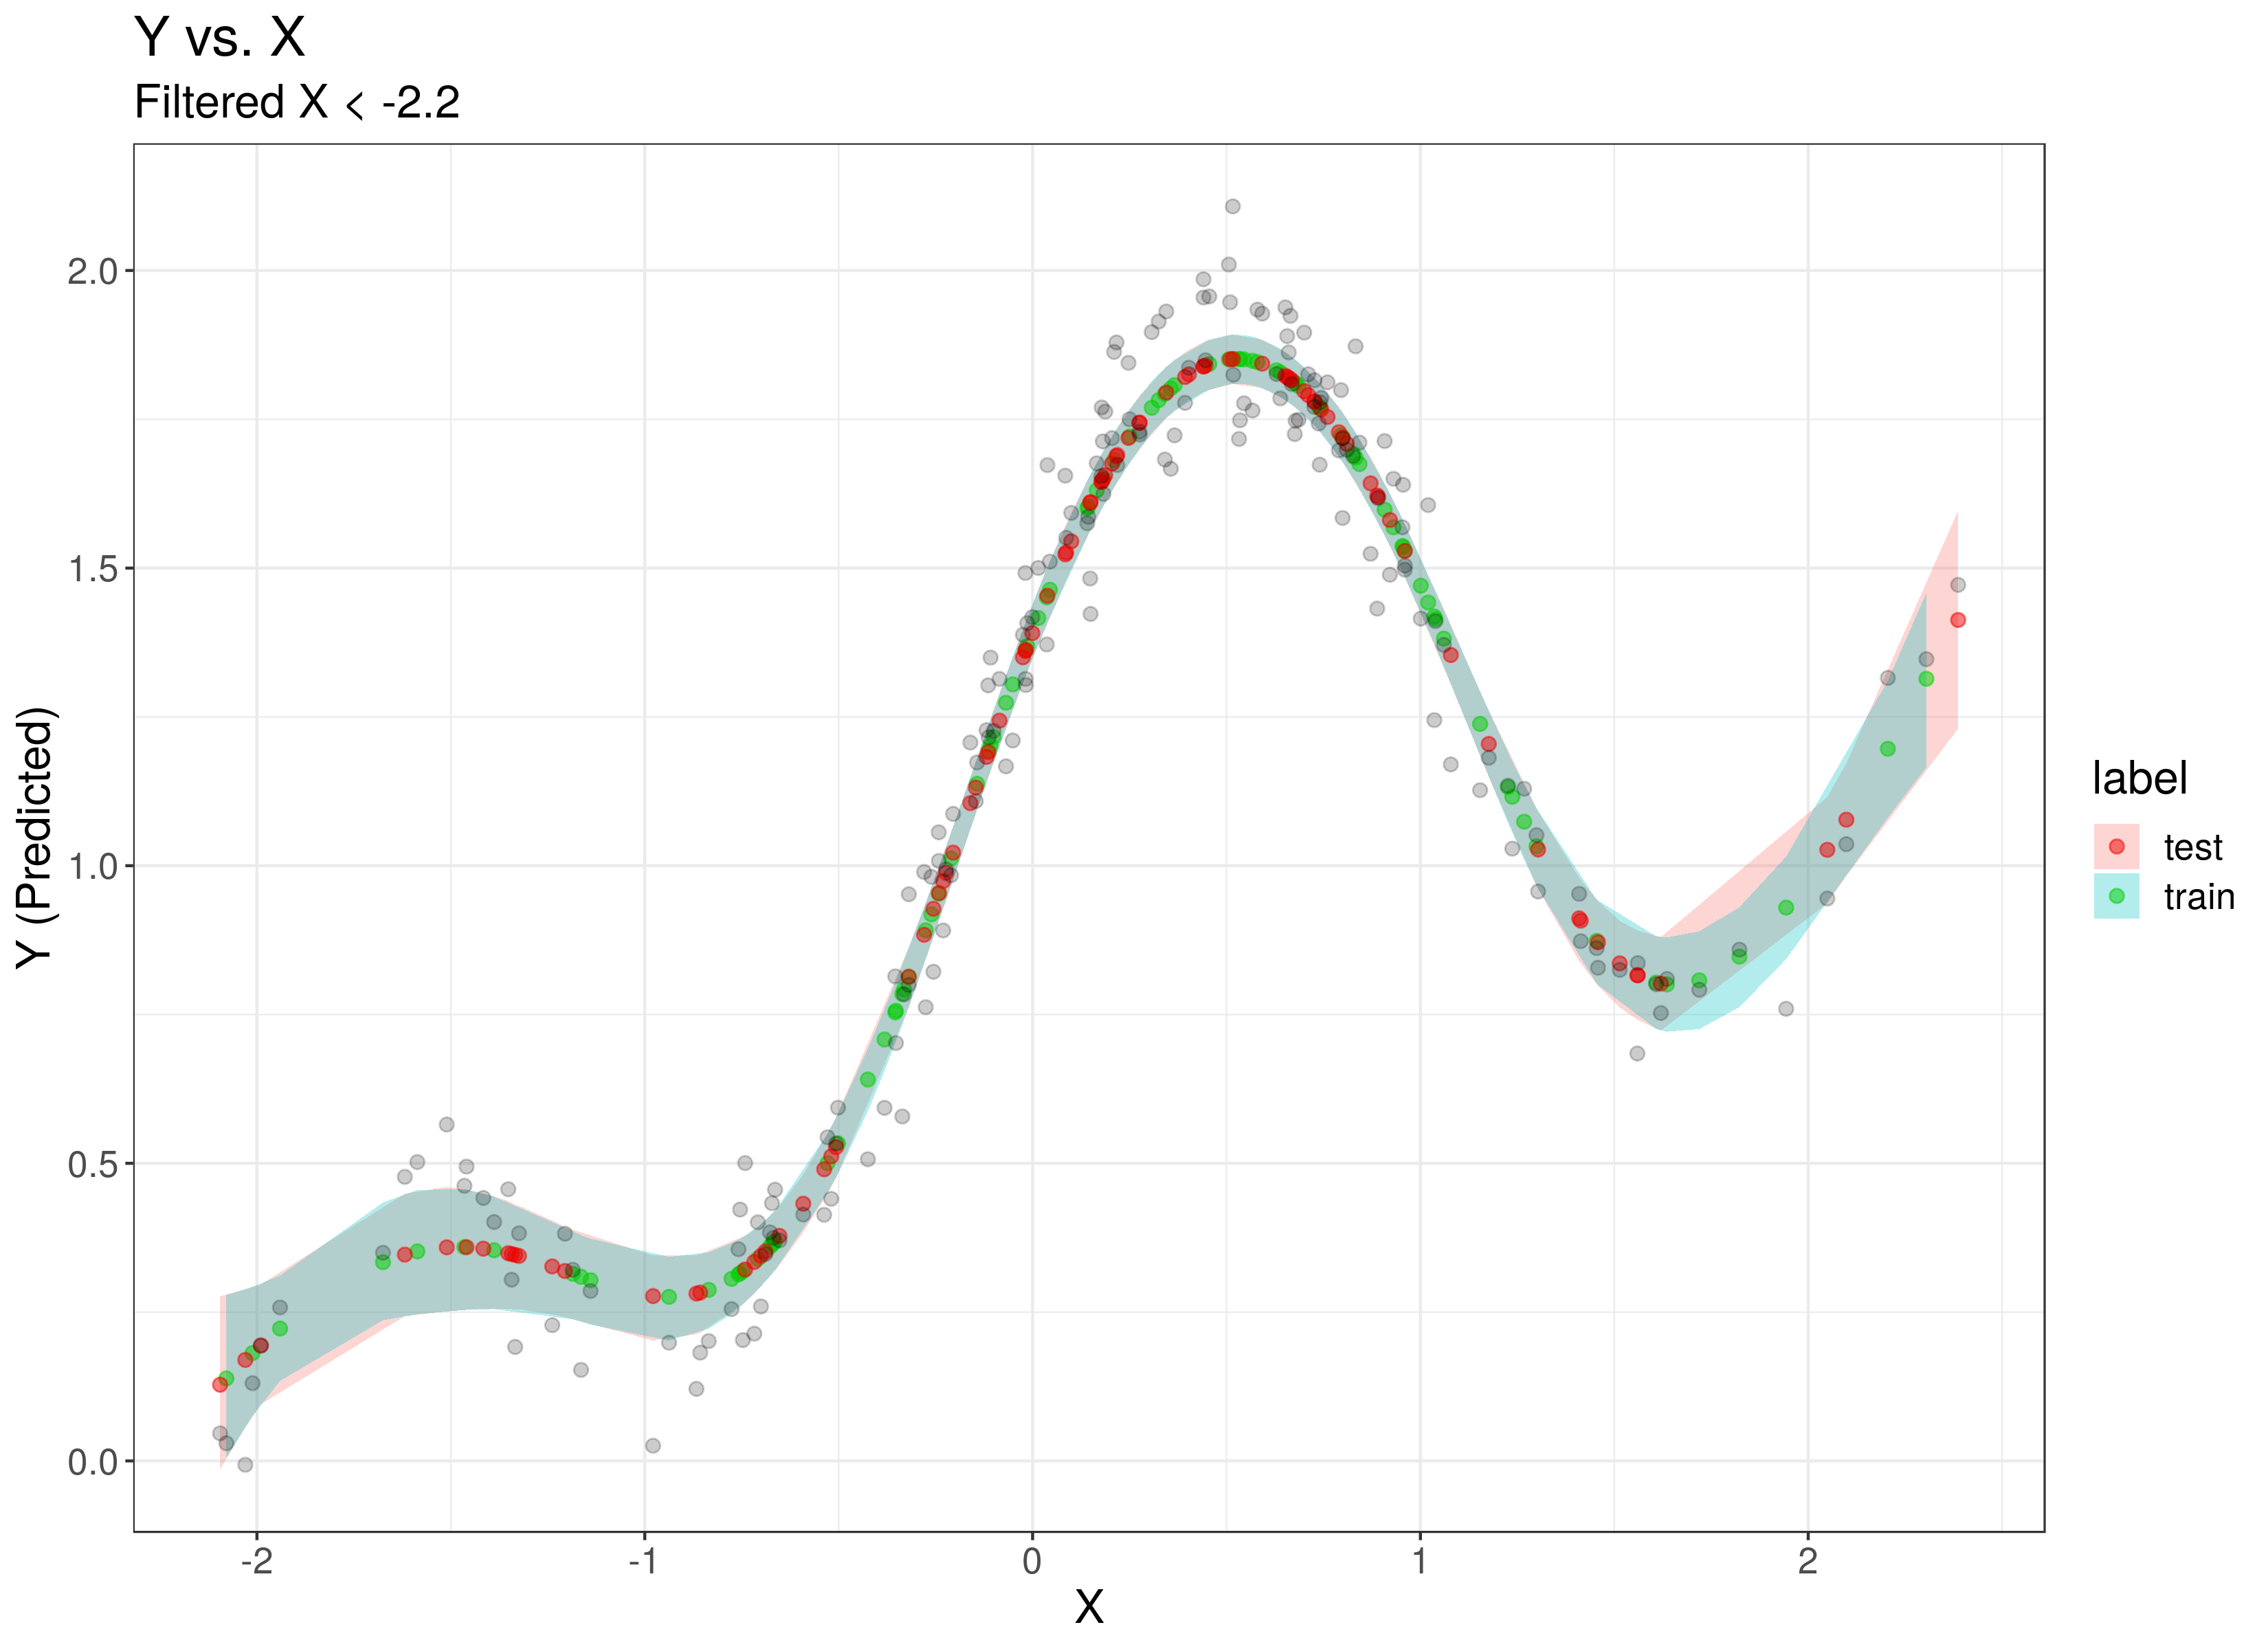 Y vs. X
Filtered X < -2.2
Y (Predicted)
2.0
1.5
1.0
0.5
0.0
-2 -1 0 1 2
X
label
test
train